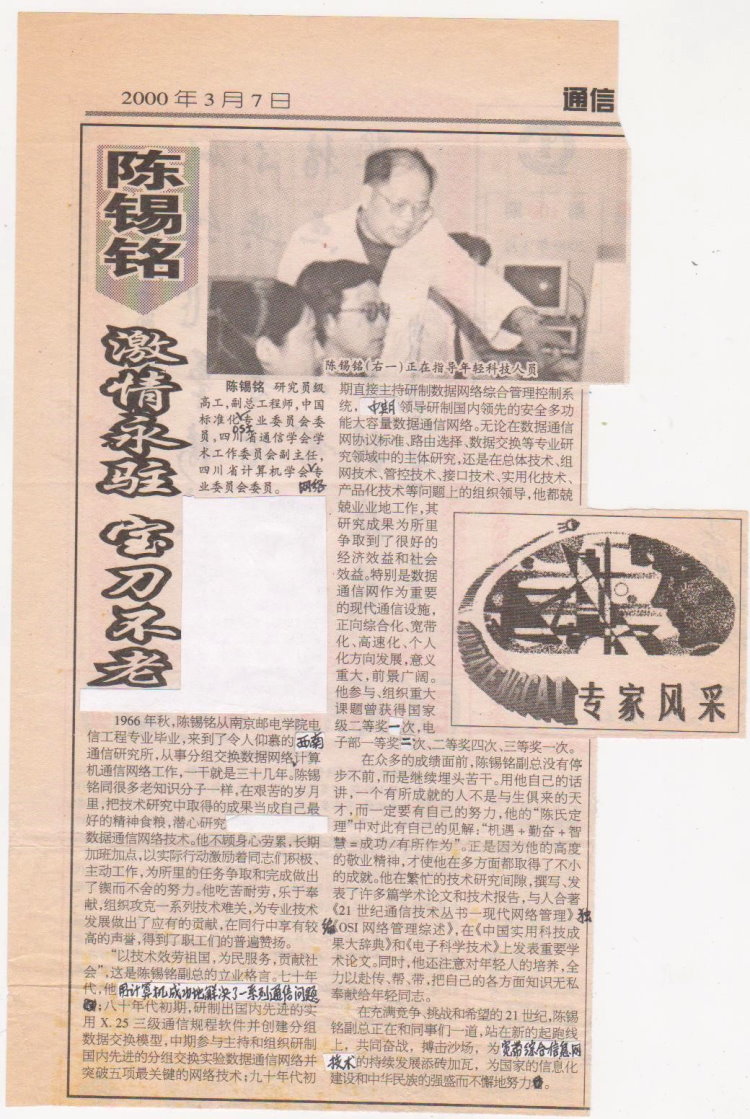 2000年3月7日
通信
陈锡铭
激情永驻 宝刀不老
陈锡铭(右一)正在指导年轻科技人员
陈锡铭 研究员级
高工,副总工程师,中国
标准化专业委员会委
OSI
员,四川省通信学会学
术工作委员会副主任,
四川省计算机学会专
业委员会委员。
网络
1966年秋,陈锡铭从南京邮电学院电
信工程专业毕业,来到了令人仰慕的西南
通信研究所,从事分组交换数据网络,计算
机通信网络工作,一干就是三十几年。陈锡
铭同很多老知识分子一样,在艰苦的岁月
里,把技术研究中取得的成果当成自己最
好的精神食粮,潜心研究
数据通信网络技术。他不顾身心劳累,长期
加班加点,以实际行动激励着同志们积极、
主动工作,为所里的任务争取和完成做出
了锲而不舍的努力。他吃苦耐劳,乐于奉
献,组织攻克一系列技术难关,为专业技术
发展做出了应有的贡献,在同行中享有较
高的声誉,得到了职工们的普遍赞扬。
“以技术效劳祖国,为民服务,贡献社
会”,这是陈锡铭副总的立业格言。七十年
代,他用计算机成功地解决了一系列通信问题
;八十年代初期,研制出国内先进的实
用X.25三级通信规程软件并创建分组
数据交换模型,中期参与主持和组织研制
国内先进的分组交换实验数据通信网络并
突破五项最关键的网络技术;九十年代初
期直接主持研制数据网络综合管理控制系
统,中期领导研制国内领先的安全多功
能大容量数据通信网络。无论在数据通信
网协议标准、路由选择、数据交换等专业研
究领域中的主体研究,还是在总体技术、组
网技术、管控技术、接口技术、实用化技术、
产品化技术等问题上的组织领导,他都兢
兢业业地工作,其
研究成果为所里
争取到了很好的
经济效益和社会
效益。特别是数据
通信网作为重要
的现代通信设施,
正向综合化、宽带
化、高速化、个人
化方向发展,意义
重大,前景广阔。
他参与、组织重大
课题曾获得国家
级二等奖一次,电
子部一等奖二次、二等奖四次、三等奖一次。
在众多的成绩面前,陈锡铭副总没有停
步不前,而是继续埋头苦干。用他自己的话
讲,一个有所成就的人不是与生俱来的天
才,而一定要有自己的努力,他的“陈氏定
理”中对此有自己的见解:“机遇+勤奋+智
慧=成功/有所作为”。正是因为他的高度
的敬业精神,才使他在多方面都取得了不小
的成就。他在繁忙的技术研究间隙,撰写、发
表了许多篇学术论文和技术报告,与人合著
《21世纪通信技术丛书—现代网络管理》独
编《OSI网络管理综述》,在《中国实用科技成
果大辞典》和《电子科学技术》上发表重要学
术论文。同时,他还注意对年轻人的培养,全
力以赴传、帮、带,把自己的各方面知识无私
奉献给年轻同志。
在充满竞争、挑战和希望的21世纪,陈锡
铭副总正在和同事们一道,站在新的起跑线
上,共同奋战,搏击沙场,为宽带综合信息网
技术的持续发展添砖加瓦,为国家的信息化
建设和中华民族的强盛而不懈地努力。
专家风采